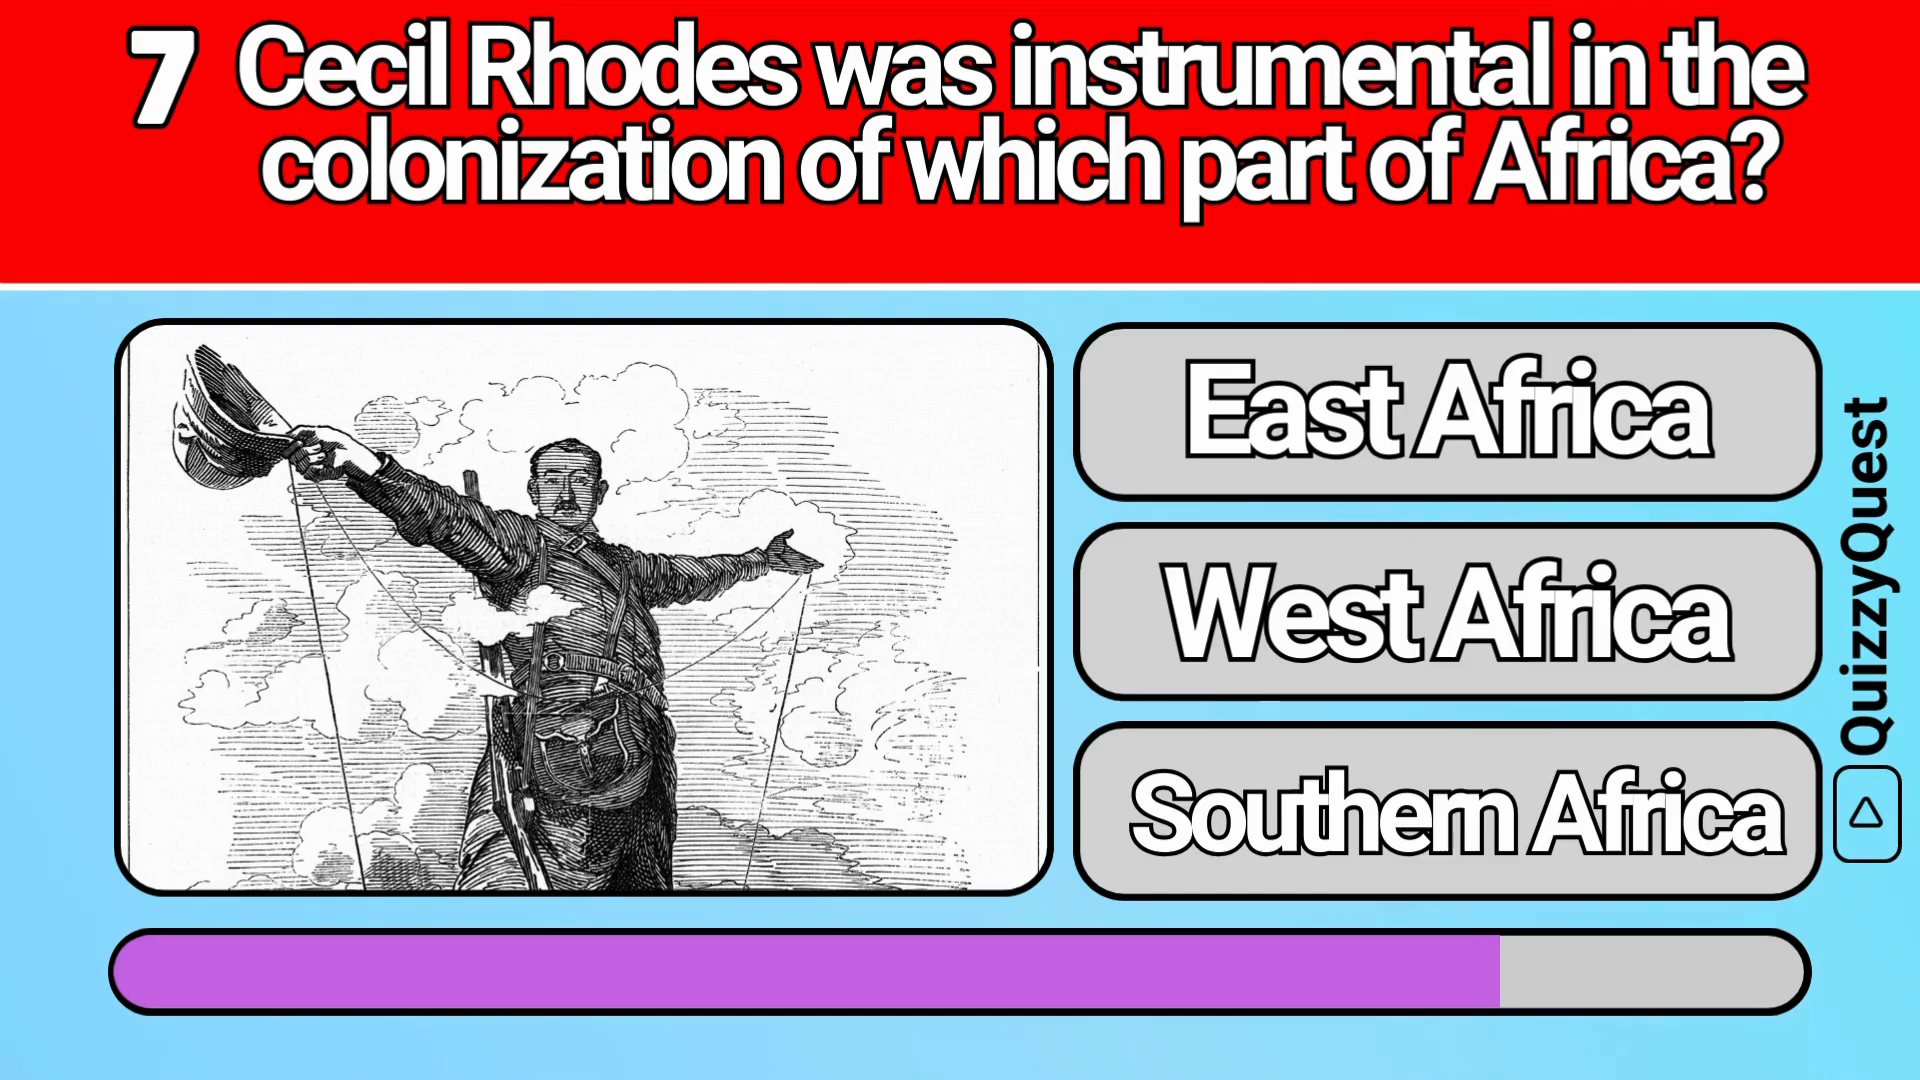 7 Cecil Rhodes was instrumental in the
colonization of which part of Africa?
East Africa
West Africa
Southern Africa
QuizzyQuest